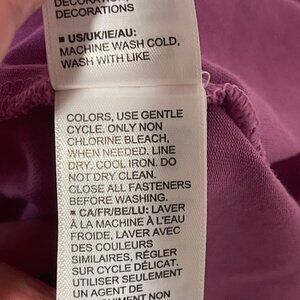 DECORATIONS
DECORATIONS
■ US/UK/IE/AU:
MACHINE WASH COLD,
WASH WITH LIKE
COLORS, USE GENTLE
CYCLE. ONLY NON
CHLORINE BLEACH,
WHEN NEEDED. LINE
DRY. COOL IRON. DO
NOT DRY CLEAN.
CLOSE ALL FASTENERS
BEFORE WASHING.
■ CA/FR/BE/LU: LAVER
À LA MACHINE À L'EAU
FROIDE, LAVER AVEC
DES COULEURS
SIMILAIRES, RÉGLER
SUR CYCLE DÉLICAT.
UTILISER SEULEMENT
UN AGENT DE
BLANCHIMENT NON